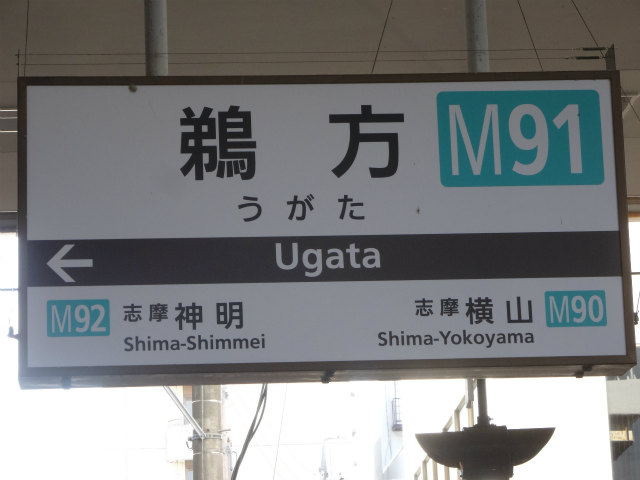 鵜方 M91
うがた
← Ugata
M92 志摩神明 志摩横山 M90
Shima-Shimmei Shima-Yokoyama